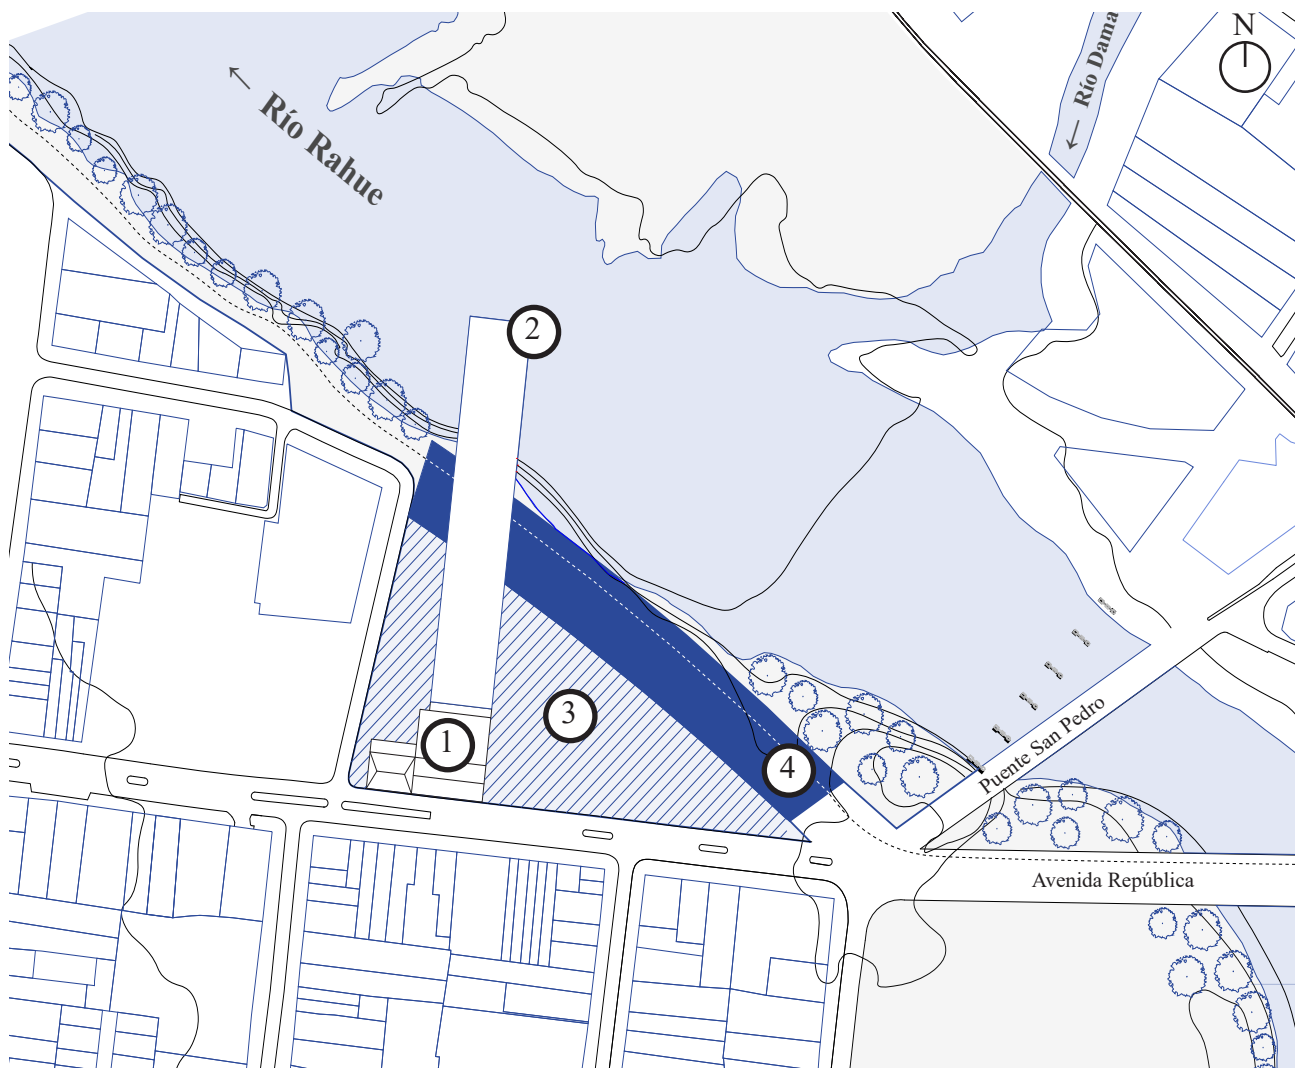 N
← Río Rahue
← Río Dama
2
3
1
4
Puente San Pedro
Avenida República